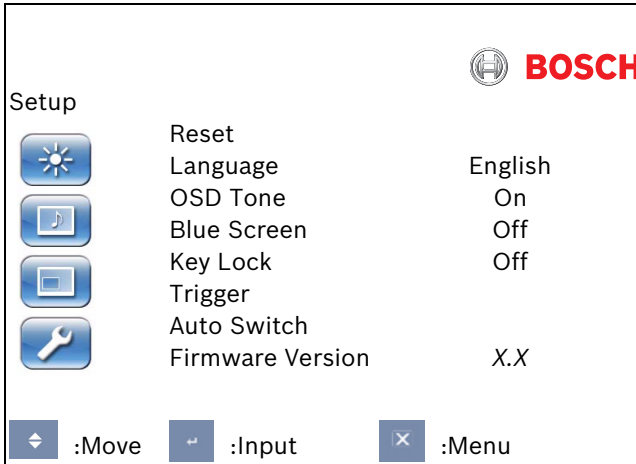 BOSCH
Setup
Reset
Language English
OSD Tone On
Blue Screen Off
Key Lock Off
Trigger
Auto Switch
Firmware Version X.X
:Move :Input :Menu